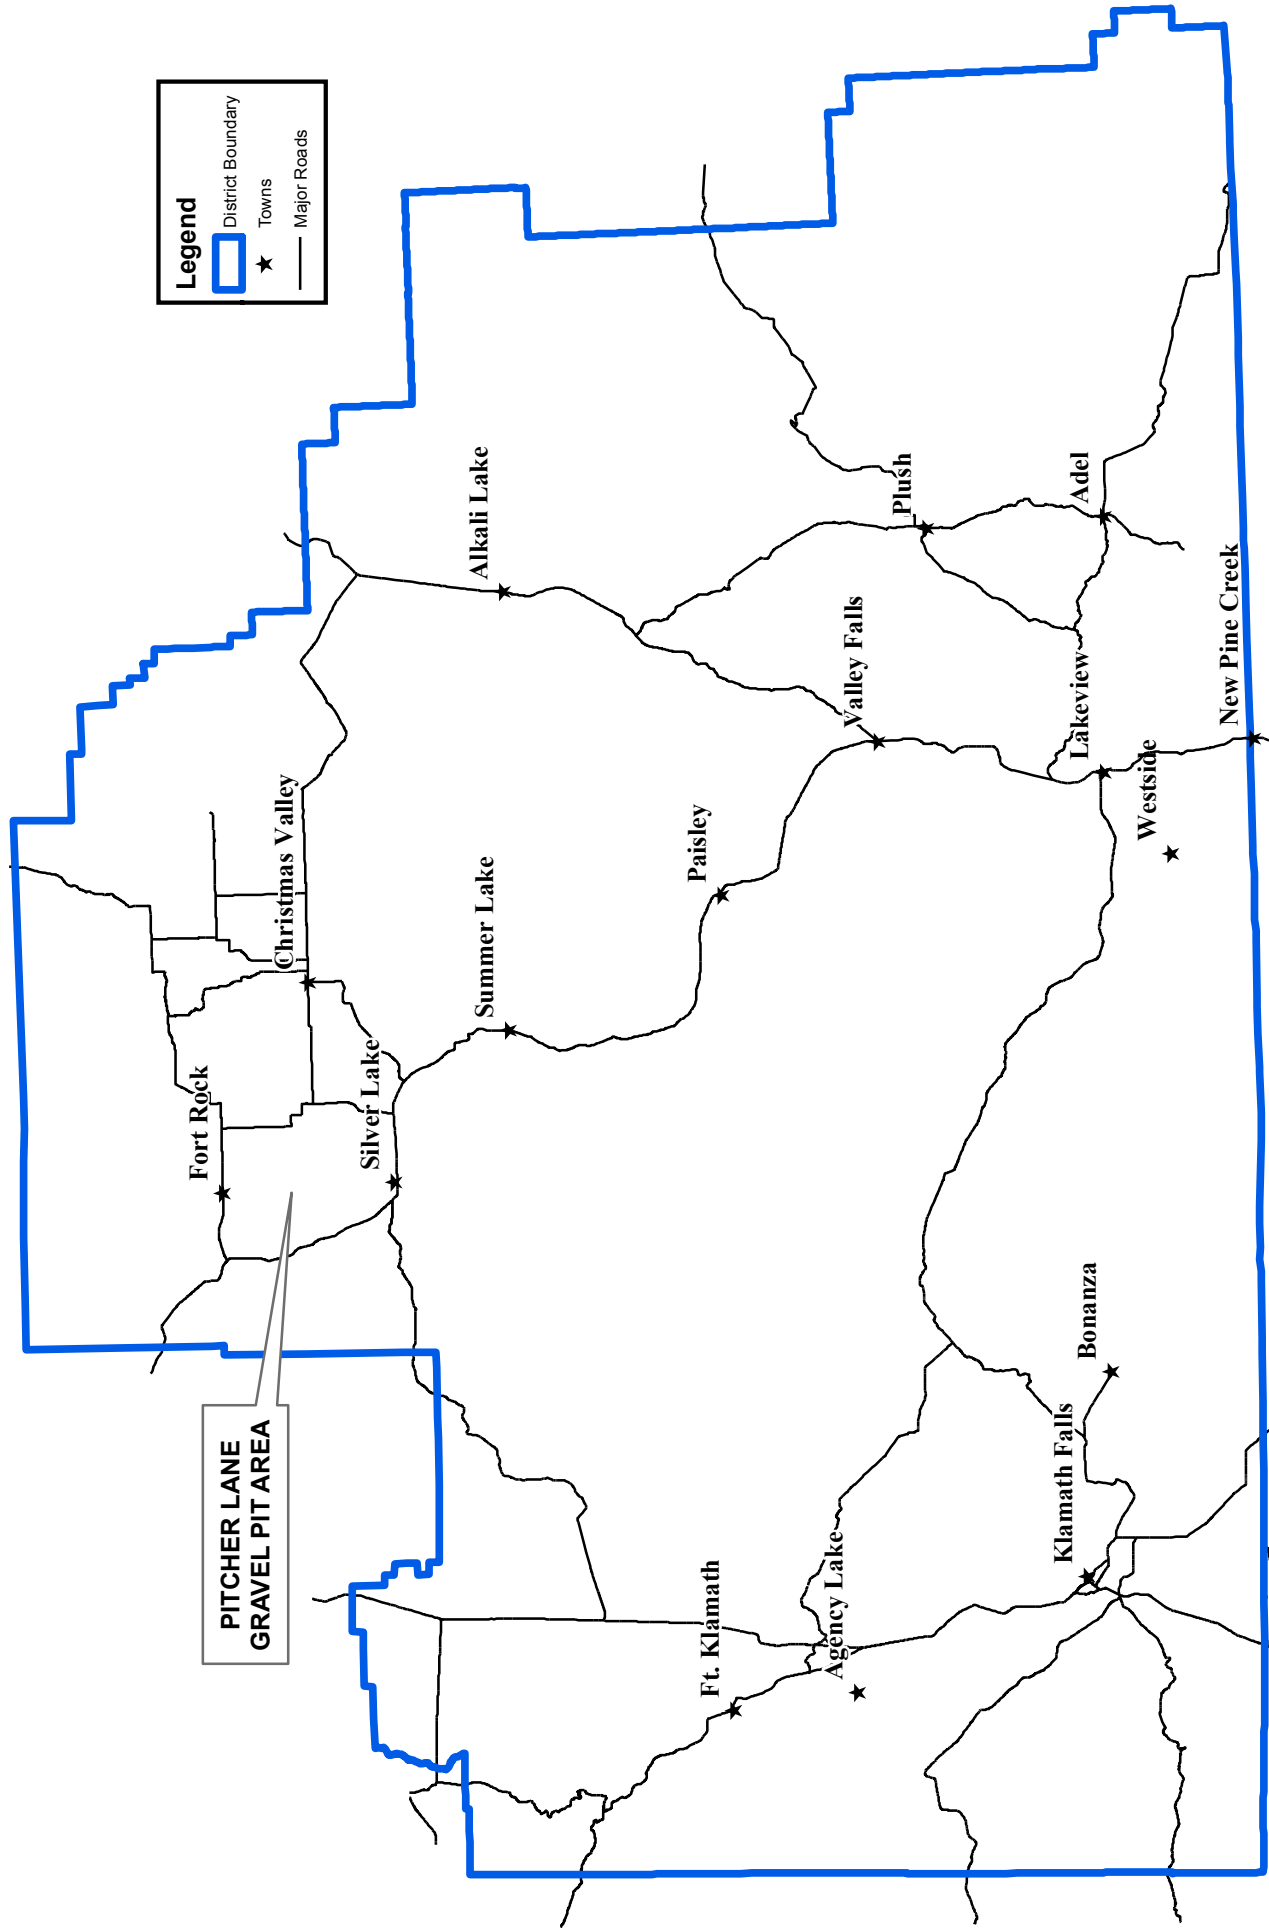 Legend
District Boundary
Towns
Major Roads
PITCHER LANE
GRAVEL PIT AREA
Fort Rock
Christmas Valley
Silver Lake
Summer Lake
Alkali Lake
Paisley
Ft. Klamath
Agency Lake
Valley Falls
Plush
Klamath Falls
Bonanza
Lakeview
Adel
Westside
New Pine Creek